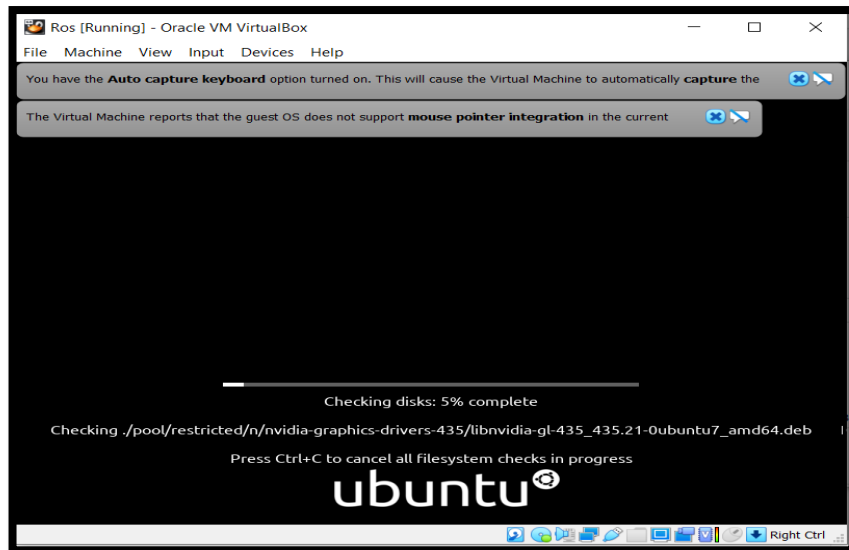 Ros [Running] - Oracle VM VirtualBox
File Machine View Input Devices Help
You have the Auto capture keyboard option turned on. This will cause the Virtual Machine to automatically capture the
The Virtual Machine reports that the guest OS does not support mouse pointer integration in the current
Checking disks: 5% complete
Checking ./pool/restricted/n/nvidia-graphics-drivers-435/libnvidia-gl-435_435.21-0ubuntu7_amd64.deb
Press Ctrl+C to cancel all filesystem checks in progress
ubuntu
Right Ctrl